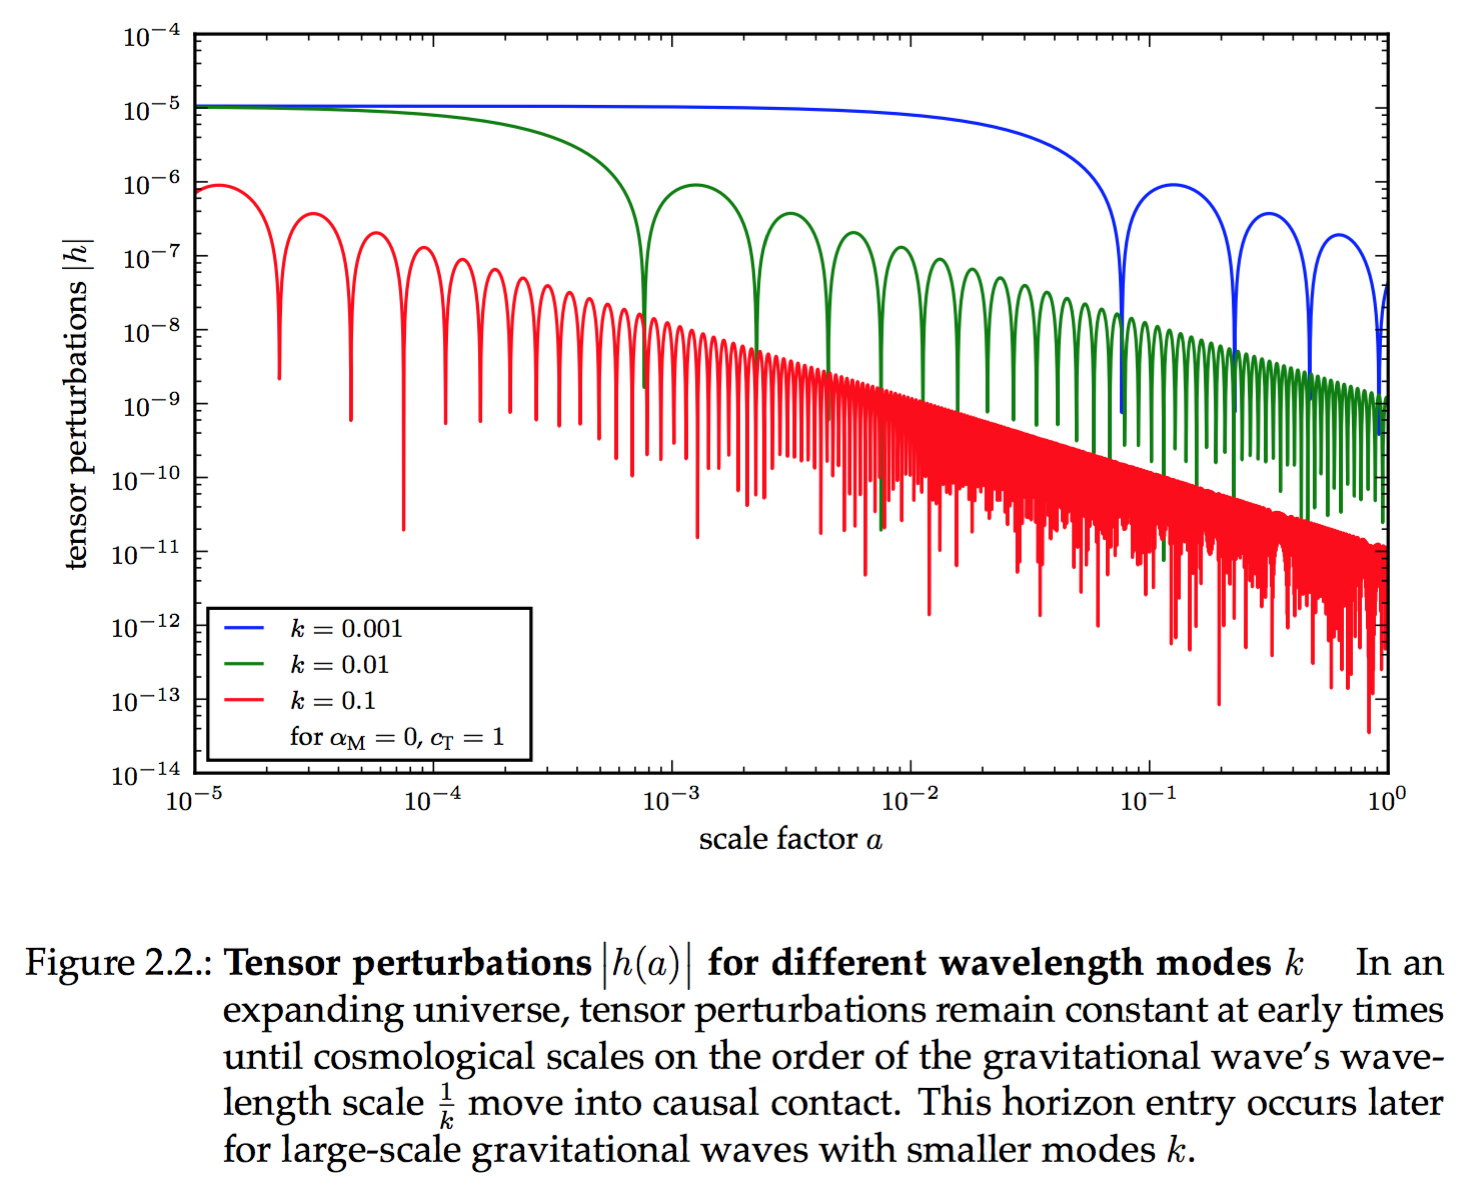 10⁻⁴
10⁻⁵
10⁻⁶
10⁻⁷
10⁻⁸
10⁻⁹
10⁻¹⁰
10⁻¹¹
10⁻¹²
10⁻¹³
10⁻¹⁴
tensor perturbations |h|
k = 0.001
k = 0.01
k = 0.1
for α_M = 0, c_T = 1
10⁻⁵ 10⁻⁴ 10⁻³ 10⁻² 10⁻¹ 10⁰
scale factor a
Figure 2.2.: Tensor perturbations |h(a)| for different wavelength modes k In an
expanding universe, tensor perturbations remain constant at early times
until cosmological scales on the order of the gravitational wave’s wave-
length scale 1/k move into causal contact. This horizon entry occurs later
for large-scale gravitational waves with smaller modes k.